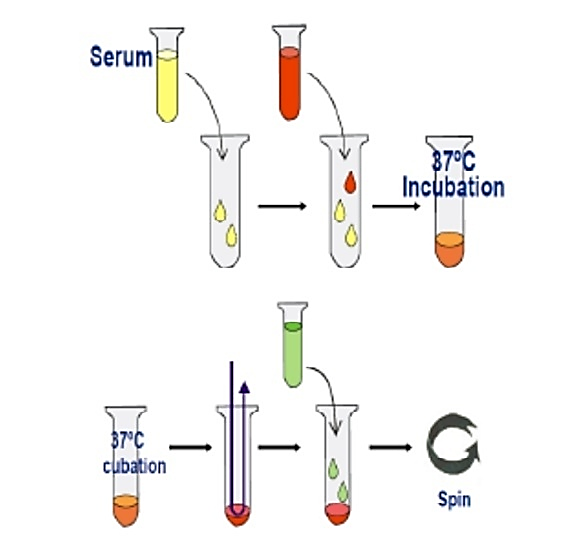 Serum
37ºC
Incubation
37ºC
cubation
Spin